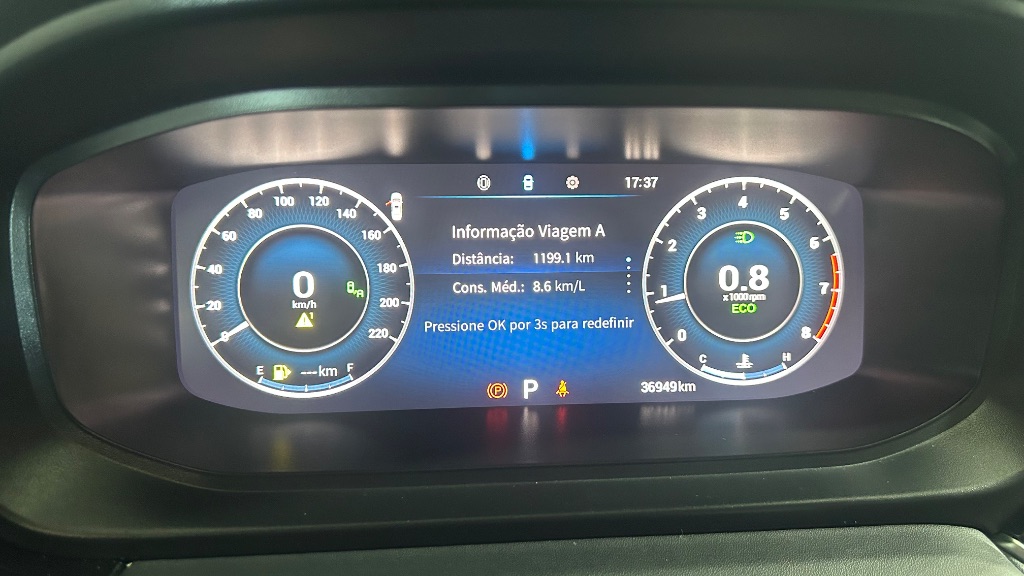 17:37
Informação Viagem A
Distância: 1199.1 km
Cons. Méd.: 8.6 km/L
Pressione OK por 3s para redefinir
0
20
40
60
80
100
120
140
160
180
200
220
0
km/h
1
A
E
---km
F
0
1
2
3
4
5
6
7
8
0.8
x1000rpm
ECO
C
H
P
P
36949km